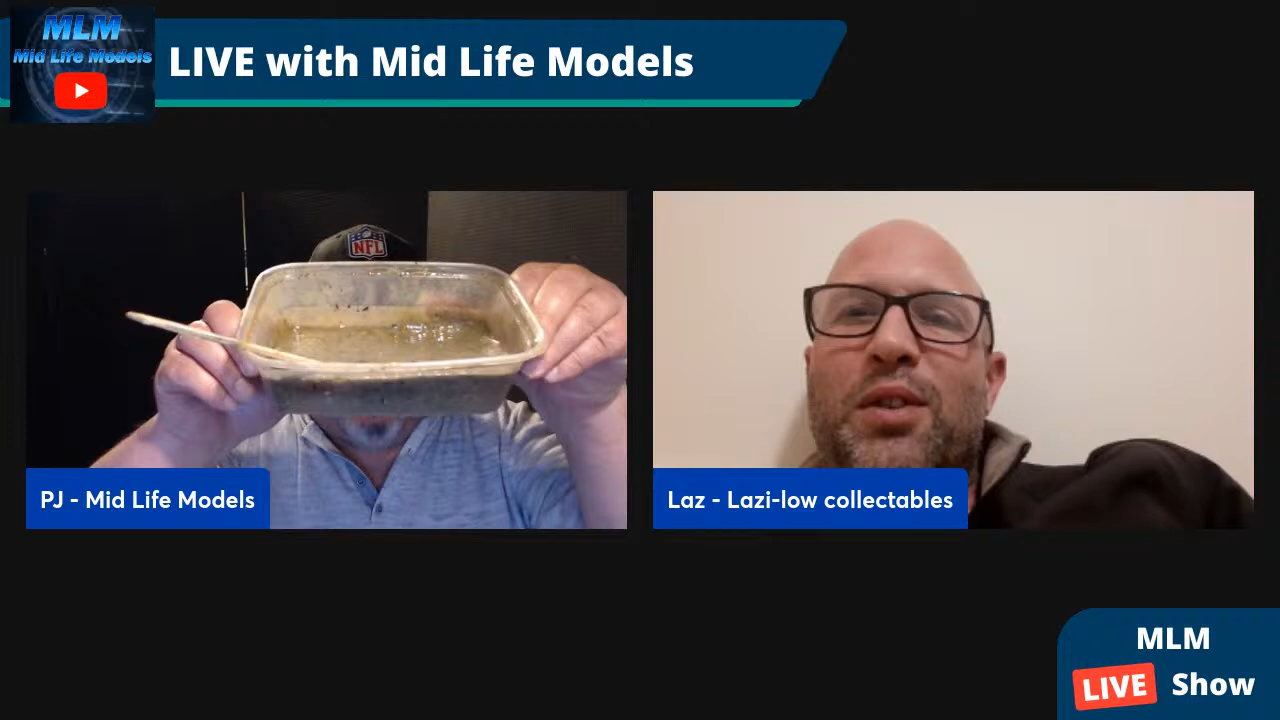 MLM
Mid Life Models
LIVE with Mid Life Models
NFL
PJ - Mid Life Models
Laz - Lazi-low collectables
MLM
LIVE Show